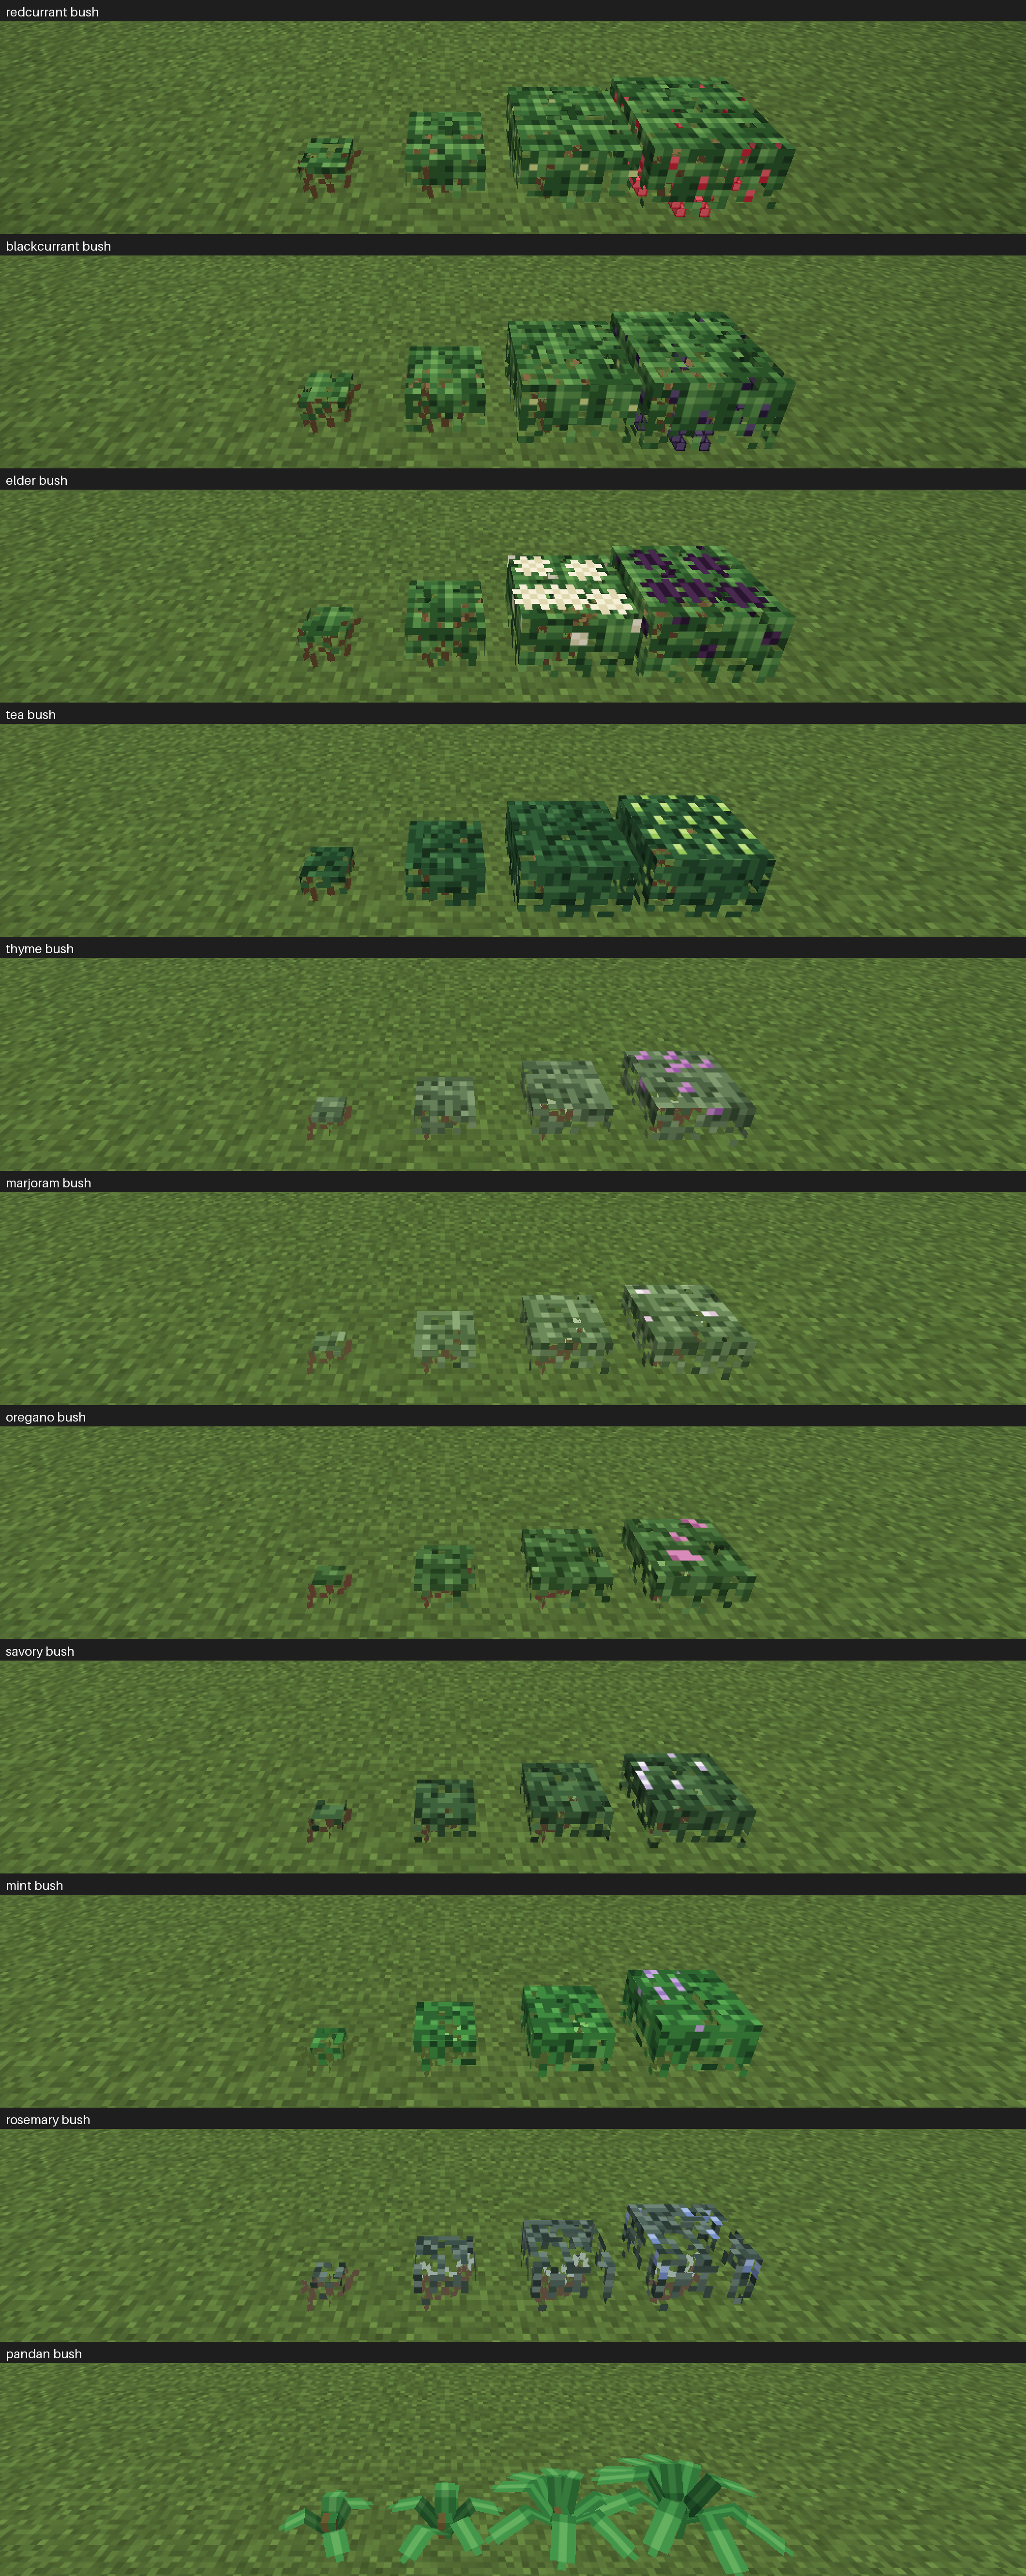 redcurrant bush
blackcurrant bush
elder bush
tea bush
thyme bush
marjoram bush
oregano bush
savory bush
mint bush
rosemary bush
pandan bush